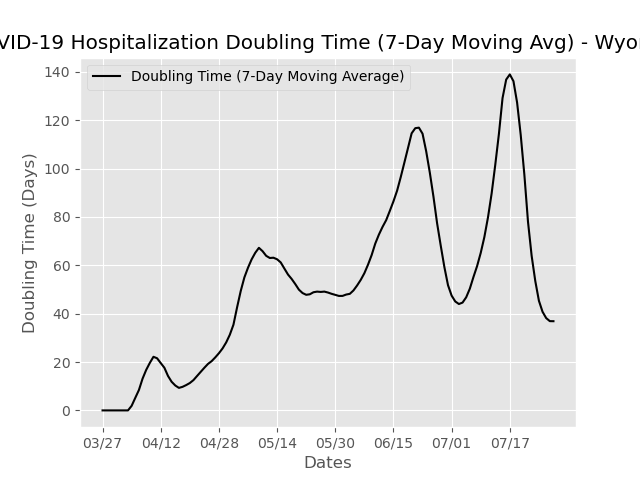 VID-19 Hospitalization Doubling Time (7-Day Moving Avg) - Wyo
Doubling Time (7-Day Moving Average)
Doubling Time (Days)
140
120
100
80
60
40
20
0
03/27 04/12 04/28 05/14 05/30 06/15 07/01 07/17
Dates